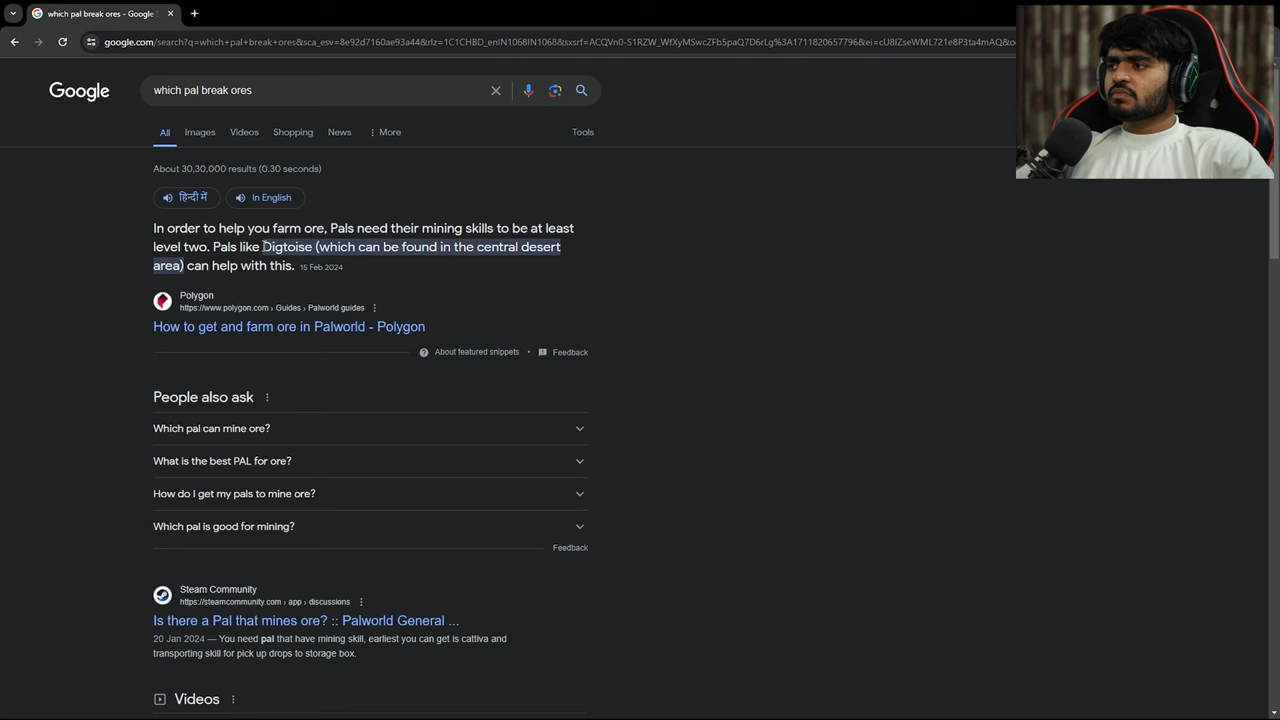 which pal break ores - Google S
google.com/search?q=which+pal+break+ores&sca_esv=8e92d7160ae93a44&rlz=1C1CHBD_enIN1068IN1068&sxsrf=ACQVn0-S1RZW_WfXyMSwcZFb5paQ7D6rLg%3A1711820657796&ei=cU8IZseWML721e8P3ta4mAQ&
Google
which pal break ores
All Images Videos Shopping News More Tools
About 30,30,000 results (0.30 seconds)
हिन्दी में In English
In order to help you farm ore, Pals need their mining skills to be at least
level two. Pals like Digtoise (which can be found in the central desert
area) can help with this. 15 Feb 2024
Polygon
https://www.polygon.com › Guides › Palworld guides
How to get and farm ore in Palworld - Polygon
About featured snippets • Feedback
People also ask
Which pal can mine ore?
What is the best PAL for ore?
How do I get my pals to mine ore?
Which pal is good for mining?
Feedback
Steam Community
https://steamcommunity.com › app › discussions
Is there a Pal that mines ore? :: Palworld General ...
20 Jan 2024 — You need pal that have mining skill, earliest you can get is cattiva and
transporting skill for pick up drops to storage box.
Videos